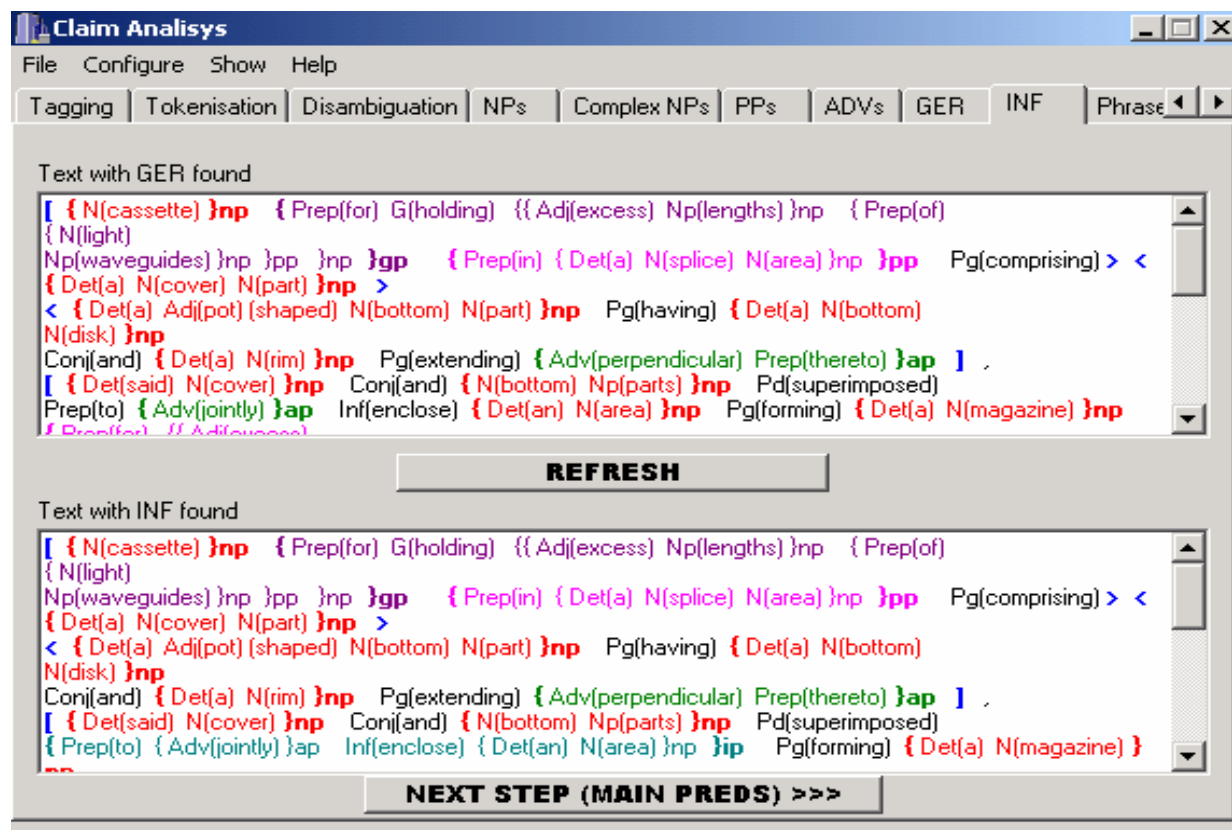 Claim Analisys
File Configure Show Help
Tagging Tokenisation Disambiguation NPs Complex NPs PPs ADVs GER INF Phrase
Text with GER found
[ { N(cassette) }np { Prep(for) G(holding) {{ Adj(excess) Np(lengths) }np { Prep(of)
{ N(light)
Np(waveguides) }np }pp }np }gp { Prep(in) { Det(a) N(splice) N(area) }np }pp Pg(comprising) > <
{ Det(a) N(cover) N(part) }np >
< { Det(a) Adj(pot) (shaped) N(bottom) N(part) }np Pg(having) { Det(a) N(bottom)
N(disk) }np
Conj(and) { Det(a) N(rim) }np Pg(extending) { Adv(perpendicular) Prep(thereto) }ap ] ,
[ { Det(said) N(cover) }np Conj(and) { N(bottom) Np(parts) }np Pd(superimposed)
Prep(to) { Adv(jointly) }ap Inf(enclose) { Det(an) N(area) }np Pg(forming) { Det(a) N(magazine) }np
{ Prep(for) {{ Adj(excess)
REFRESH
Text with INF found
[ { N(cassette) }np { Prep(for) G(holding) {{ Adj(excess) Np(lengths) }np { Prep(of)
{ N(light)
Np(waveguides) }np }pp }np }gp { Prep(in) { Det(a) N(splice) N(area) }np }pp Pg(comprising) > <
{ Det(a) N(cover) N(part) }np >
< { Det(a) Adj(pot) (shaped) N(bottom) N(part) }np Pg(having) { Det(a) N(bottom)
N(disk) }np
Conj(and) { Det(a) N(rim) }np Pg(extending) { Adv(perpendicular) Prep(thereto) }ap ] ,
[ { Det(said) N(cover) }np Conj(and) { N(bottom) Np(parts) }np Pd(superimposed)
{ Prep(to) { Adv(jointly) }ap Inf(enclose) { Det(an) N(area) }np }ip Pg(forming) { Det(a) N(magazine) }
NEXT STEP (MAIN PREDS) >>>